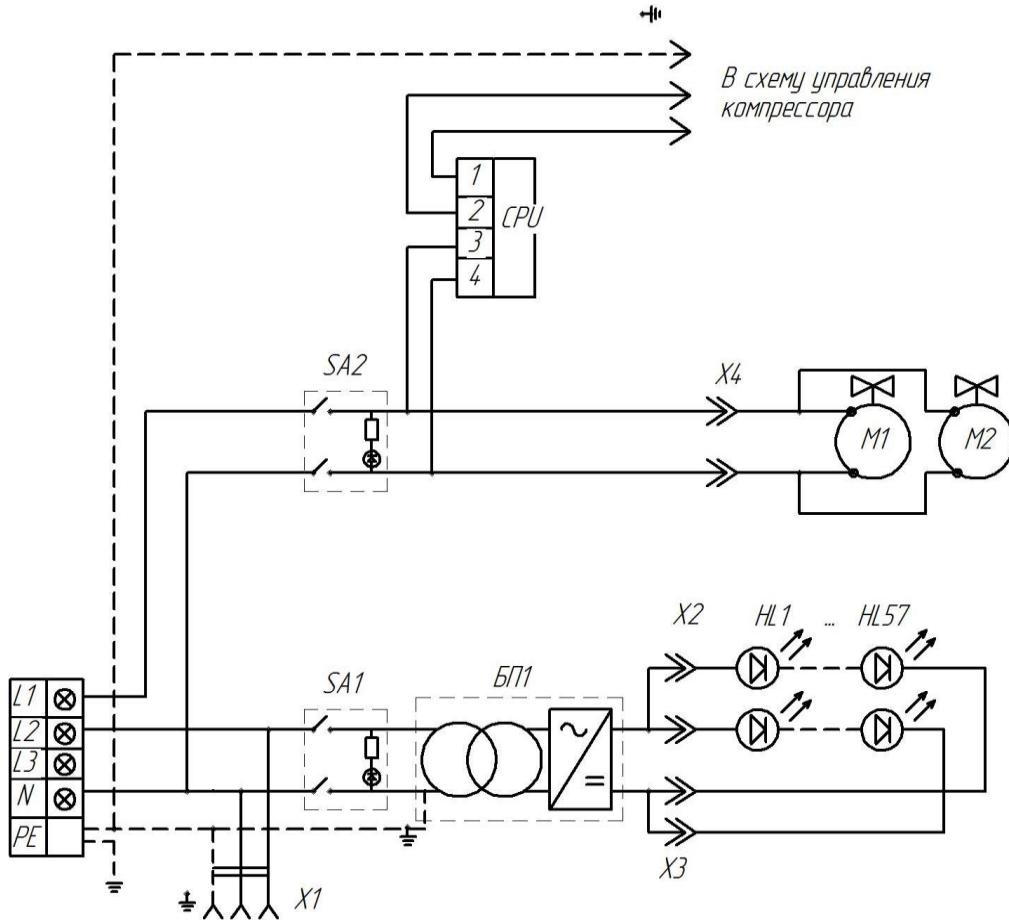 В схему управления
компрессора
1
2
CPU
3
4
SA2
X4
M1
M2
X2
HL1 ... HL57
SA1
БП1
L1
L2
L3
N
PE
X3
X1